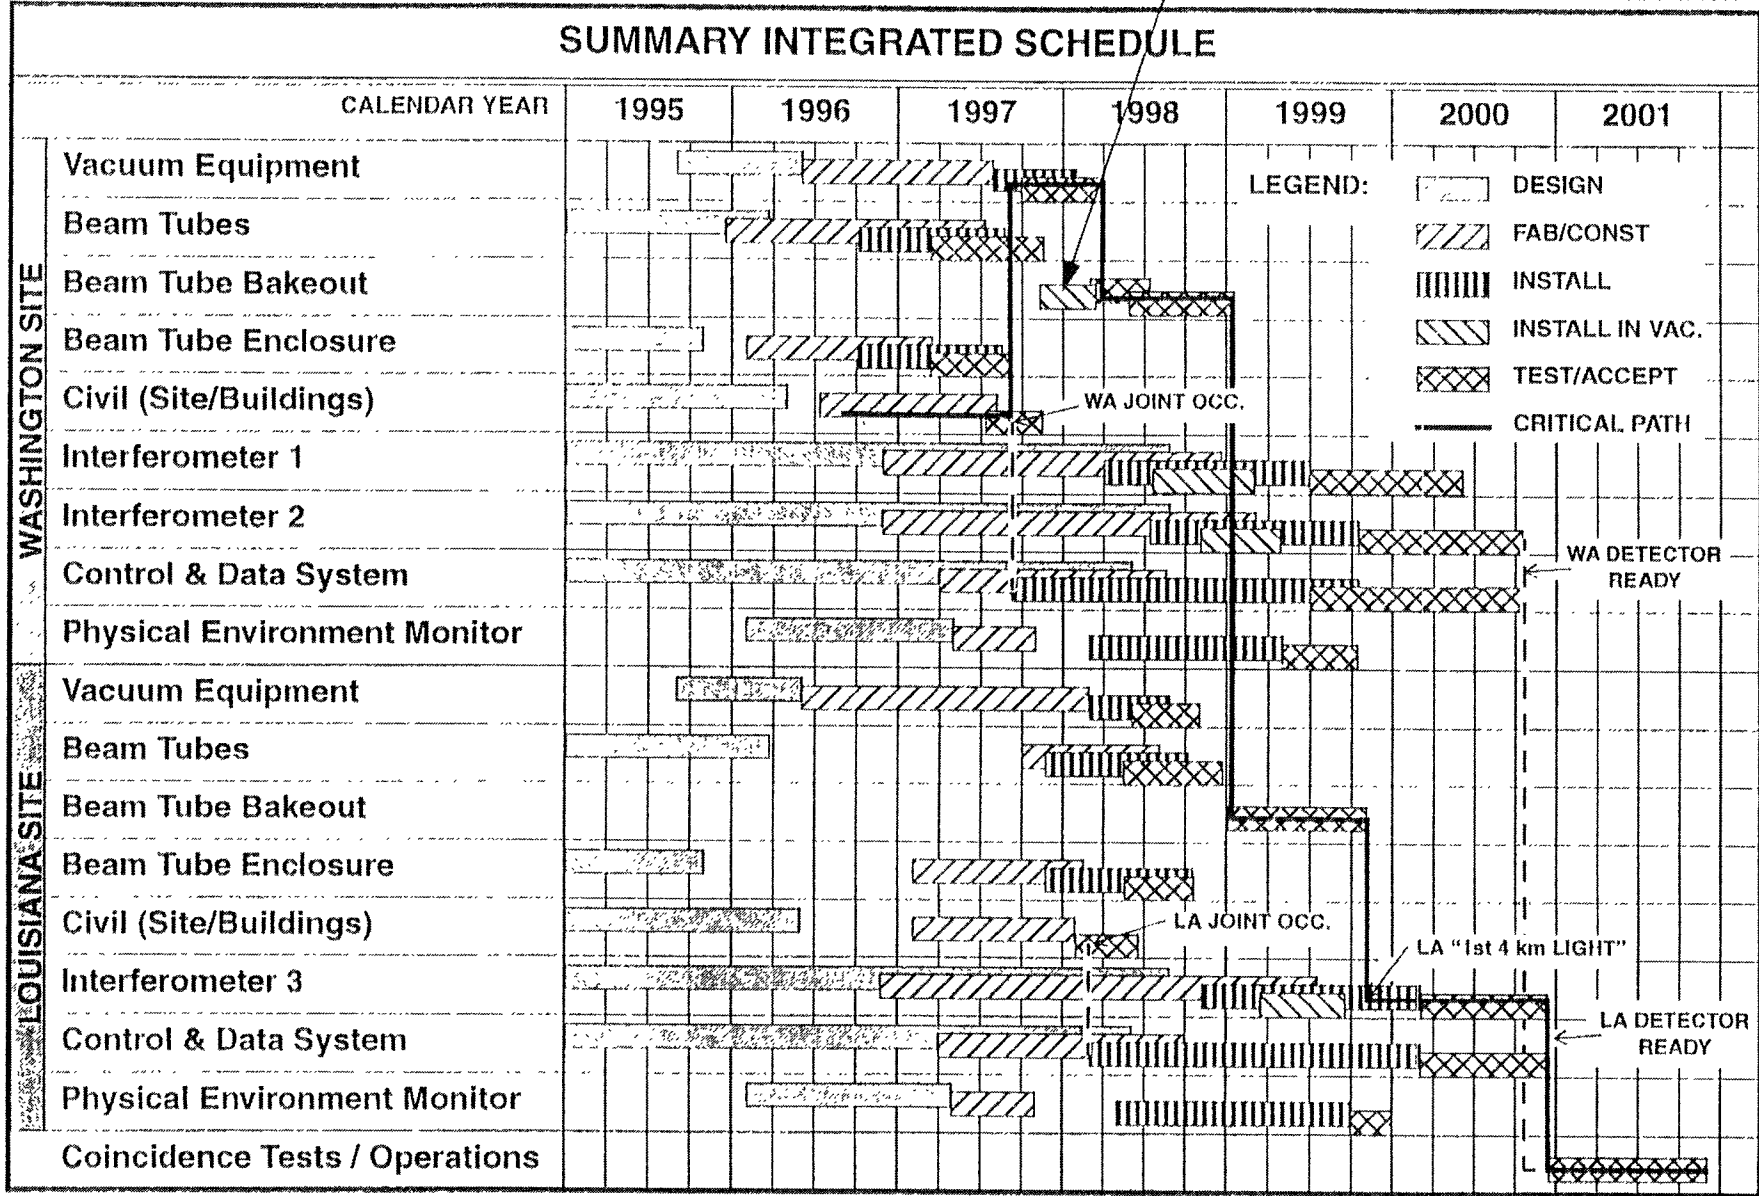 SUMMARY INTEGRATED SCHEDULE
CALENDAR YEAR 1995 1996 1997 1998 1999 2000 2001
WASHINGTON SITE
Vacuum Equipment
Beam Tubes
Beam Tube Bakeout
Beam Tube Enclosure
Civil (Site/Buildings)
WA JOINT OCC.
Interferometer 1
Interferometer 2
Control & Data System
WA DETECTOR
READY
Physical Environment Monitor
LEGEND:
DESIGN
FAB/CONST
INSTALL
INSTALL IN VAC.
TEST/ACCEPT
CRITICAL PATH
LOUISIANA SITE
Vacuum Equipment
Beam Tubes
Beam Tube Bakeout
Beam Tube Enclosure
Civil (Site/Buildings)
LA JOINT OCC.
LA "1st 4 km LIGHT"
Interferometer 3
Control & Data System
LA DETECTOR
READY
Physical Environment Monitor
Coincidence Tests / Operations